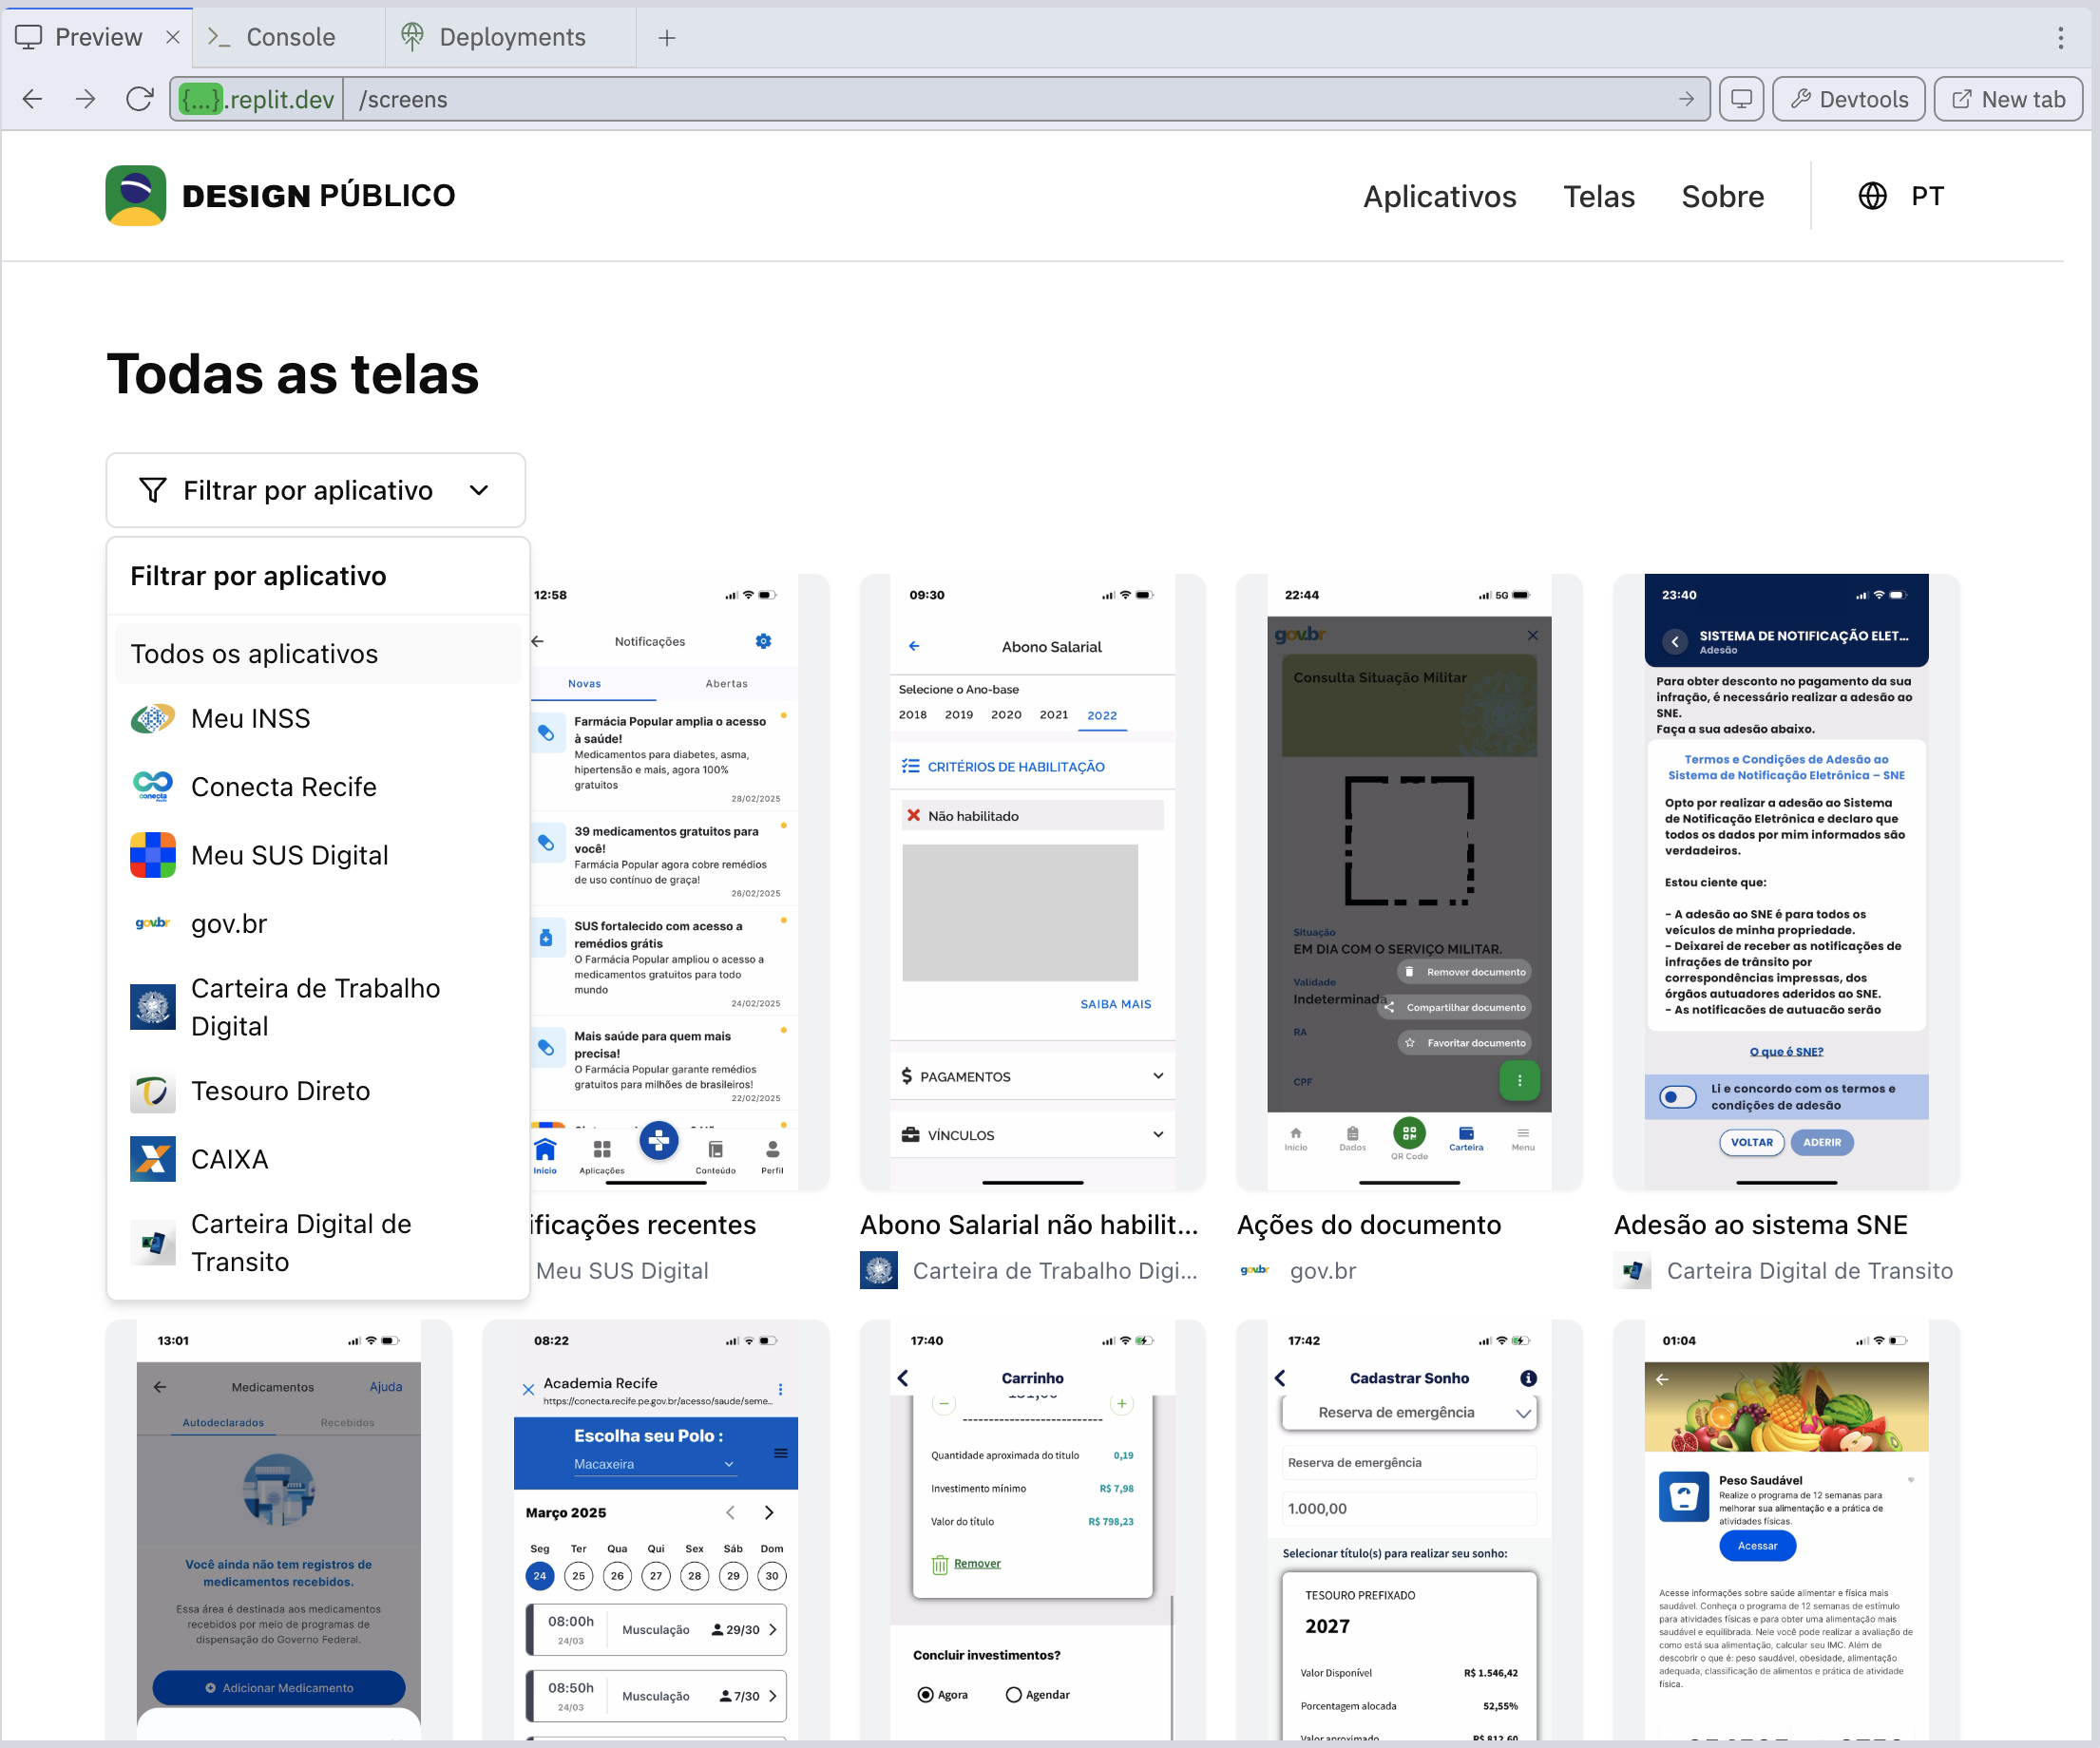 Preview
Console
Deployments
{...}.replit.dev
/screens
Devtools
New tab
DESIGN PÚBLICO
Aplicativos
Telas
Sobre
PT
Todas as telas
Filtrar por aplicativo
Filtrar por aplicativo
Todos os aplicativos
Meu INSS
Conecta Recife
Meu SUS Digital
gov.br
gov.br
Carteira de Trabalho
Digital
Tesouro Direto
CAIXA
Carteira Digital de
Transito
12:58
Notificações
Novas
Abertas
Farmácia Popular amplia o acesso
à saúde!
Medicamentos para diabetes, asma,
hipertensão e mais, agora 100%
gratuitos
28/02/2025
39 medicamentos gratuitos para
você!
Farmácia Popular agora cobre remédios
de uso contínuo de graça!
26/02/2025
SUS fortalecido com acesso a
remédios grátis
O Farmácia Popular ampliou o acesso a
medicamentos gratuitos para todo
mundo
24/02/2025
Mais saúde para quem mais
precisa!
O Farmácia Popular garante remédios
gratuitos para milhões de brasileiros!
22/02/2025
Início
Aplicações
Conteúdo
Perfil
ificações recentes
Meu SUS Digital
09:30
Abono Salarial
Selecione o Ano-base
2018 2019 2020 2021 2022
CRITÉRIOS DE HABILITAÇÃO
Não habilitado
SAIBA MAIS
PAGAMENTOS
VÍNCULOS
Abono Salarial não habilit...
Carteira de Trabalho Digi...
22:44
5G
gov.br
Consulta Situação Militar
Situação
EM DIA COM O SERVIÇO MILITAR.
Remover documento
Validade
Indeterminada
Compartilhar documento
RA
Favoritar documento
CPF
Início
Dados
QR Code
Carteira
Menu
Ações do documento
gov.br
gov.br
23:40
SISTEMA DE NOTIFICAÇÃO ELET...
Adesão
Para obter desconto no pagamento da sua
infração, é necessário realizar a adesão ao
SNE.
Faça a sua adesão abaixo.
Termos e Condições de Adesão ao
Sistema de Notificação Eletrônica – SNE
Opto por realizar a adesão ao Sistema
de Notificação Eletrônica e declaro que
todos os dados por mim informados são
verdadeiros.
Estou ciente que:
- A adesão ao SNE é para todos os
veículos de minha propriedade.
- Deixarei de receber as notificações de
infrações de trânsito por
correspondências impressas, dos
órgãos autuadores aderidos ao SNE.
- As notificações de autuação serão
O que é SNE?
Li e concordo com os termos e
condições de adesão
VOLTAR
ADERIR
Adesão ao sistema SNE
Carteira Digital de Transito
13:01
Medicamentos
Ajuda
Autodeclarados
Recebidos
Você ainda não tem registros de
medicamentos recebidos.
Essa área é destinada aos medicamentos
recebidos por meio de programas de
dispensação do Governo Federal.
Adicionar Medicamento
08:22
Academia Recife
https://conecta.recife.pe.gov.br/acesso/saude/seme...
Escolha seu Polo :
Macaxeira
Março 2025
Seg Ter Qua Qui Sex Sáb Dom
24 25 26 27 28 29 30
08:00h
24/03
Musculação
29/30
08:50h
24/03
Musculação
7/30
17:40
Carrinho
Quantidade aproximada do título 0,19
Investimento mínimo R$ 7,98
Valor do título R$ 798,23
Remover
Concluir investimentos?
Agora
Agendar
17:42
Cadastrar Sonho
Reserva de emergência
Reserva de emergência
1.000,00
Selecionar título(s) para realizar seu sonho:
TESOURO PREFIXADO
2027
Valor Disponível R$ 1.546,42
Porcentagem alocada 52,55%
Valor aproximado R$ 812,60
01:04
Peso Saudável
Realize o programa de 12 semanas para
melhorar sua alimentação e a prática de
atividades físicas.
Acessar
Acesse informações sobre saúde alimentar e física mais
saudável. Conheça o programa de 12 semanas de estímulo
para atividades físicas e para obter uma alimentação mais
saudável e equilibrada. Nele você pode realizar a avaliação de
como está sua alimentação, calcular seu IMC. Além de
descobrir o que é: peso saudável, obesidade, alimentação
adequada, classificação de alimentos e prática de atividade
física.